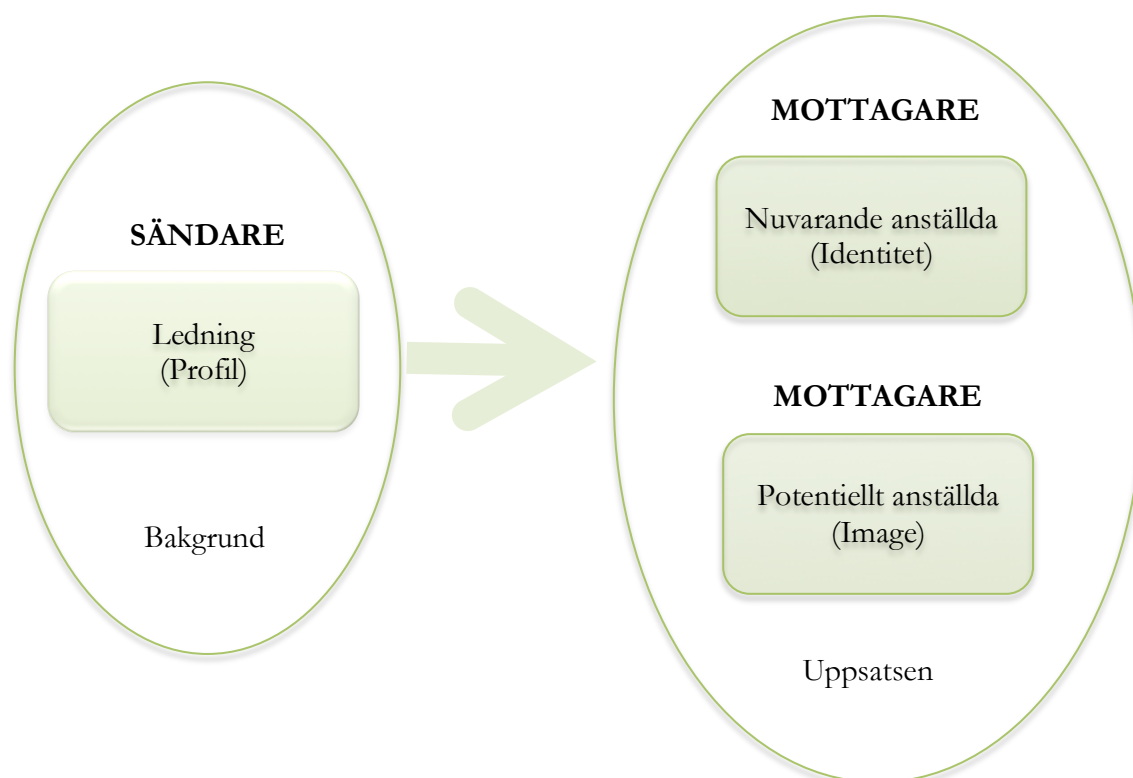 SÄNDARE
Ledning
(Profil)
Bakgrund
MOTTAGARE
Nuvarande anställda
(Identitet)
MOTTAGARE
Potentiellt anställda
(Image)
Uppsatsen